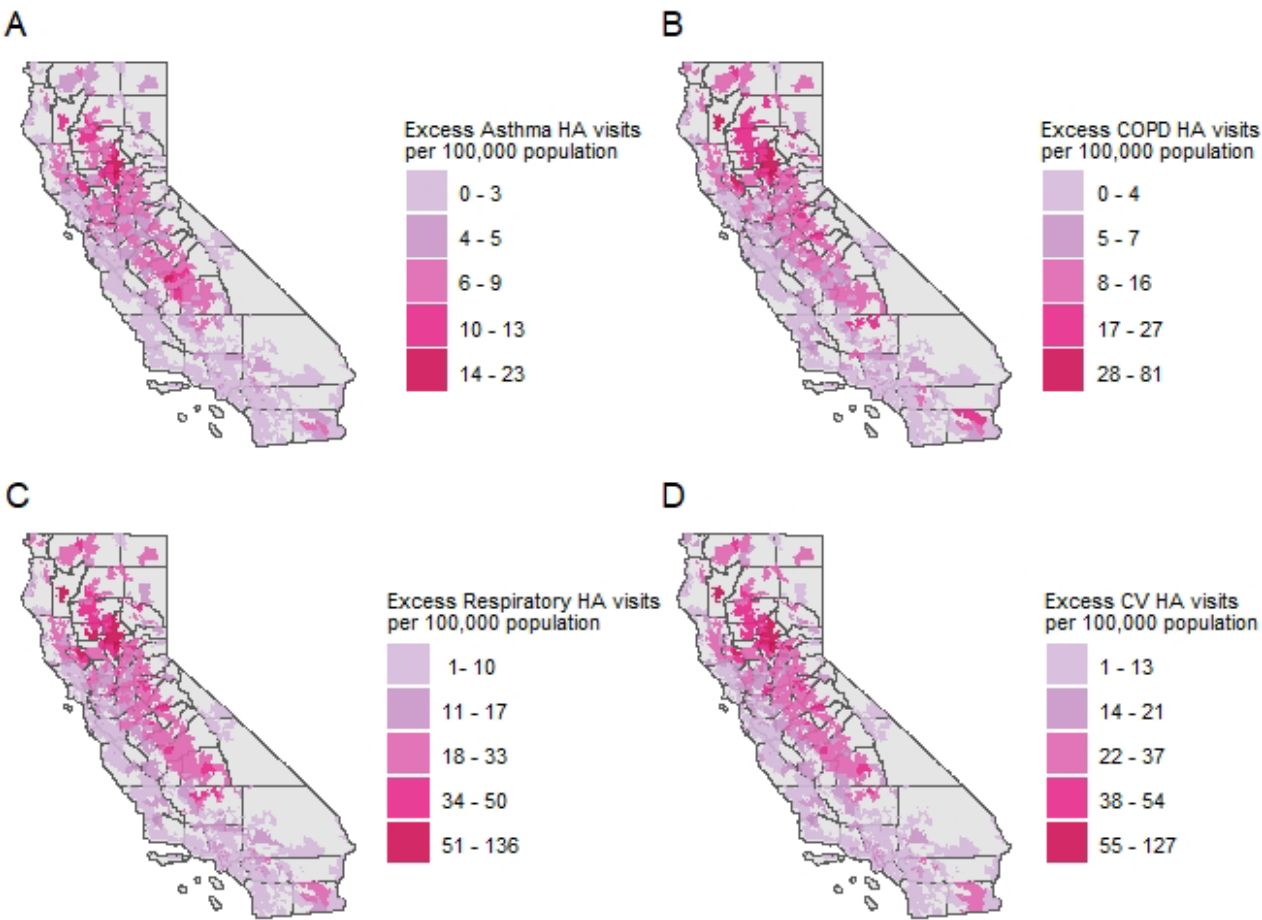 A
Excess Asthma HA visits
per 100,000 population
0 - 3
4 - 5
6 - 9
10 - 13
14 - 23
B
Excess COPD HA visits
per 100,000 population
0 - 4
5 - 7
8 - 16
17 - 27
28 - 81
C
Excess Respiratory HA visits
per 100,000 population
1- 10
11 - 17
18 - 33
34 - 50
51 - 136
D
Excess CV HA visits
per 100,000 population
1 - 13
14 - 21
22 - 37
38 - 54
55 - 127